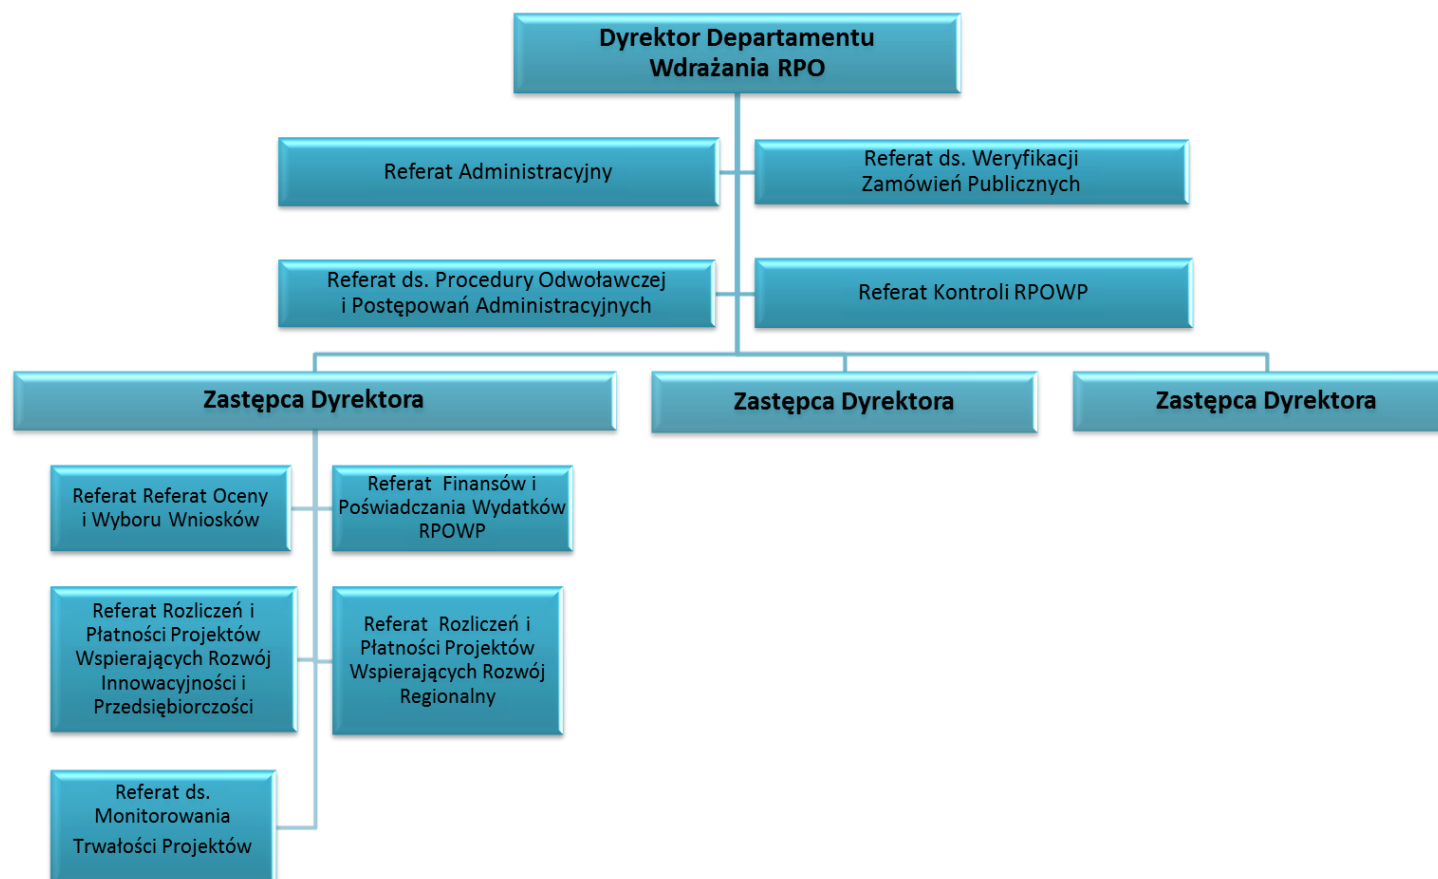 Dyrektor Departamentu
Wdrażania RPO
Referat Administracyjny
Referat ds. Weryfikacji
Zamówień Publicznych
Referat ds. Procedury Odwoławczej
i Postępowań Administracyjnych
Referat Kontroli RPOWP
Zastępca Dyrektora
Zastępca Dyrektora
Zastępca Dyrektora
Referat Referat Oceny
i Wyboru Wniosków
Referat Finansów i
Poświadczania Wydatków
RPOWP
Referat Rozliczeń i
Płatności Projektów
Wspierających Rozwój
Innowacyjności i
Przedsiębiorczości
Referat Rozliczeń i
Płatności Projektów
Wspierających Rozwój
Regionalny
Referat ds.
Monitorowania
Trwałości Projektów